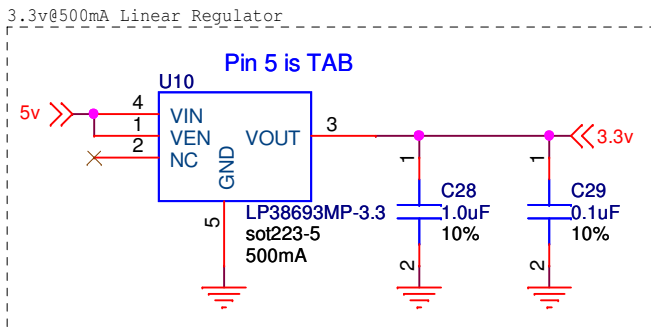 3.3v@500mA Linear Regulator
Pin 5 is TAB
U10
5v
4
VIN
1
VEN
2
NC
GND
VOUT
3
3.3v
5
LP38693MP-3.3
sot223-5
500mA
1
C28
1.0uF
10%
2
1
C29
0.1uF
10%
2